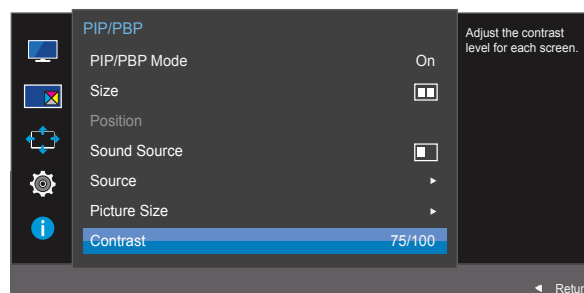 PIP/PBP
Adjust the contrast
level for each screen.
PIP/PBP Mode On
Size
Position
Sound Source
Source
Picture Size
Contrast 75/100